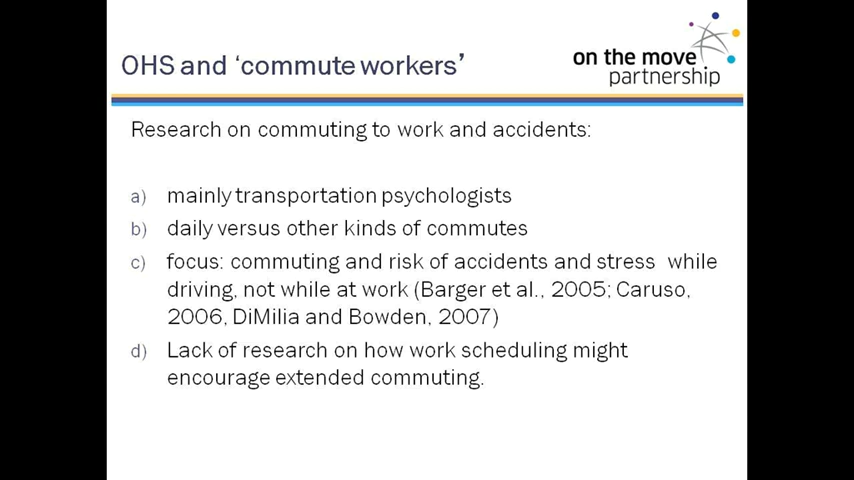 OHS and ‘commute workers’
on the move
partnership
Research on commuting to work and accidents:
a) mainly transportation psychologists
b) daily versus other kinds of commutes
c) focus: commuting and risk of accidents and stress while
driving, not while at work (Barger et al., 2005; Caruso,
2006, DiMilia and Bowden, 2007)
d) Lack of research on how work scheduling might
encourage extended commuting.